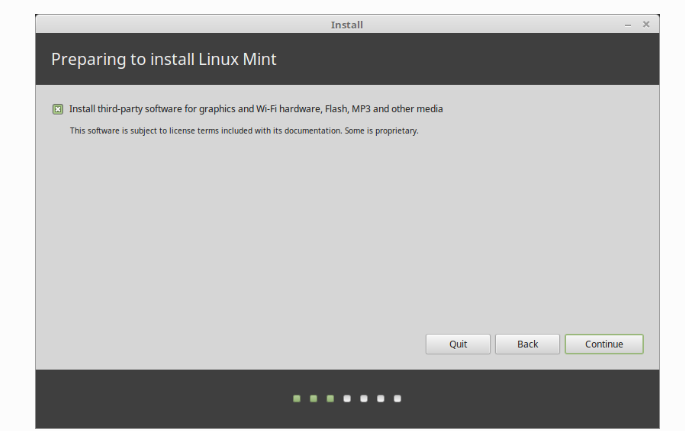 Install
Preparing to install Linux Mint
Install third-party software for graphics and Wi-Fi hardware, Flash, MP3 and other media
This software is subject to license terms included with its documentation. Some is proprietary.
Quit Back Continue